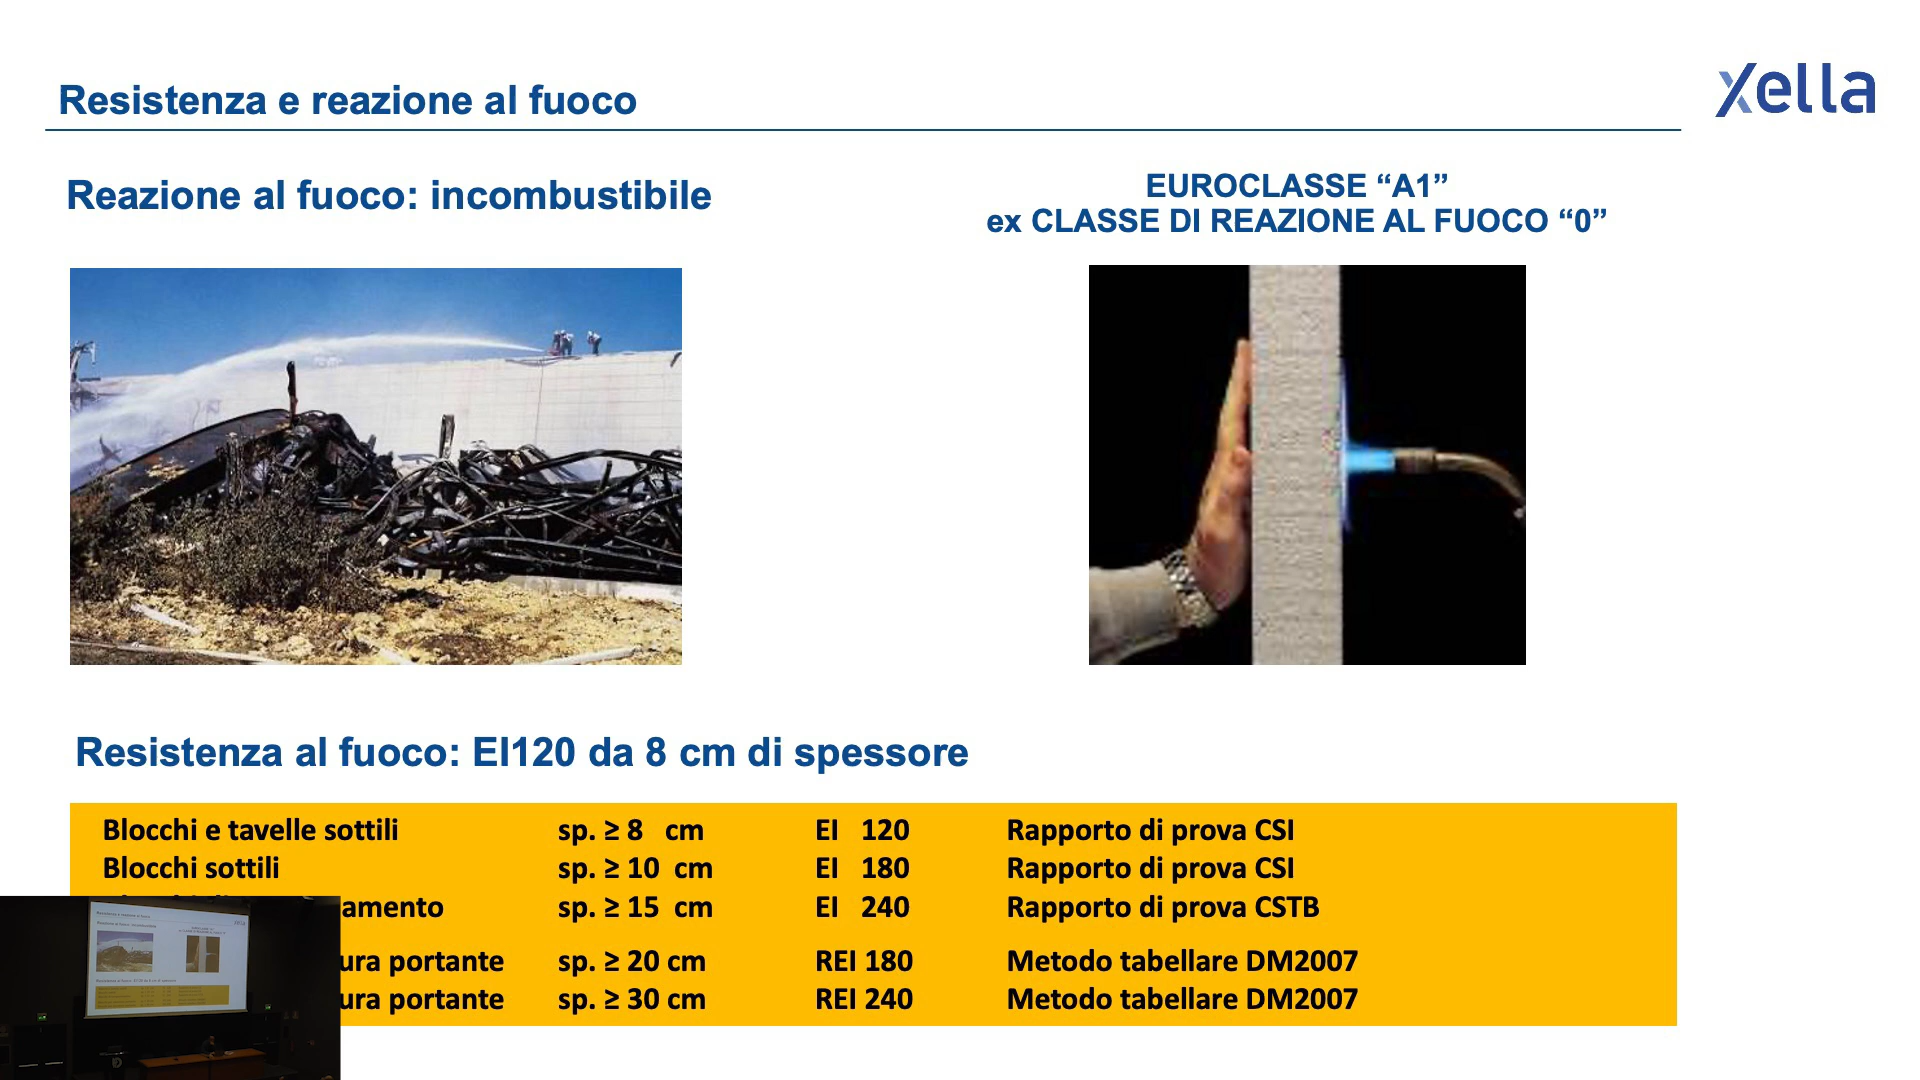 Resistenza e reazione al fuoco
xella
Reazione al fuoco: incombustibile
EUROCLASSE “A1”
ex CLASSE DI REAZIONE AL FUOCO “0”
Resistenza al fuoco: EI120 da 8 cm di spessore
Blocchi e tavelle sottili sp. ≥ 8 cm EI 120 Rapporto di prova CSI
Blocchi sottili sp. ≥ 10 cm EI 180 Rapporto di prova CSI
amento sp. ≥ 15 cm EI 240 Rapporto di prova CSTB
ura portante sp. ≥ 20 cm REI 180 Metodo tabellare DM2007
ura portante sp. ≥ 30 cm REI 240 Metodo tabellare DM2007
Resistenza e reazione al fuoco